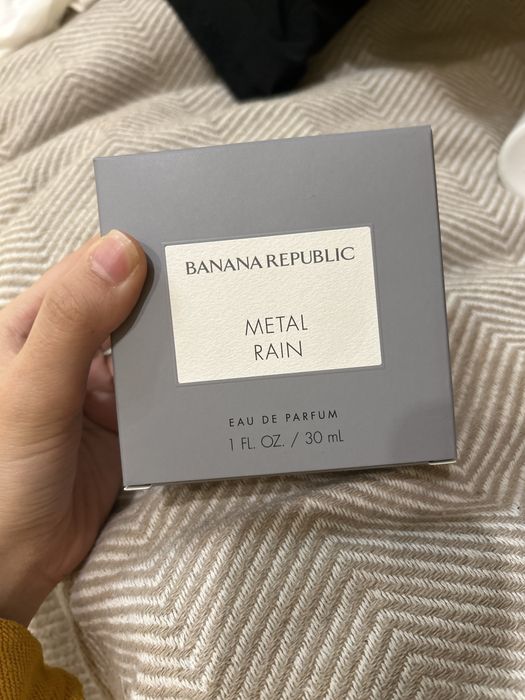 BANANA REPUBLIC
METAL
RAIN
EAU DE PARFUM
1 FL. OZ. / 30 mL